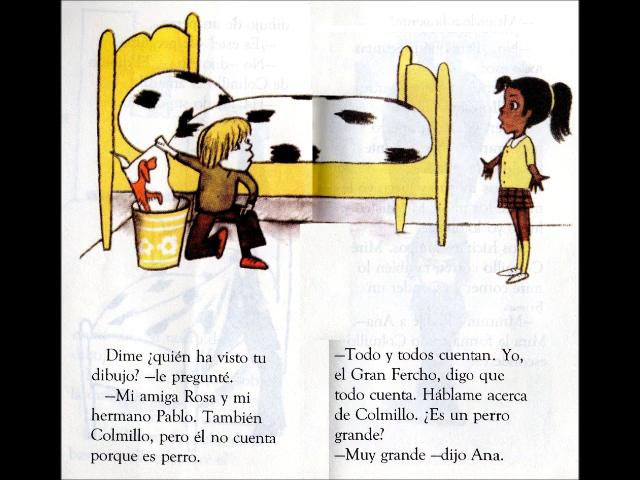 Dime ¿quién ha visto tu
dibujo? —le pregunté.
—Mi amiga Rosa y mi
hermano Pablo. También
Colmillo, pero él no cuenta
porque es perro.
—Todo y todos cuentan. Yo,
el Gran Fercho, digo que
todo cuenta. Háblame acerca
de Colmillo. ¿Es un perro
grande?
—Muy grande —dijo Ana.